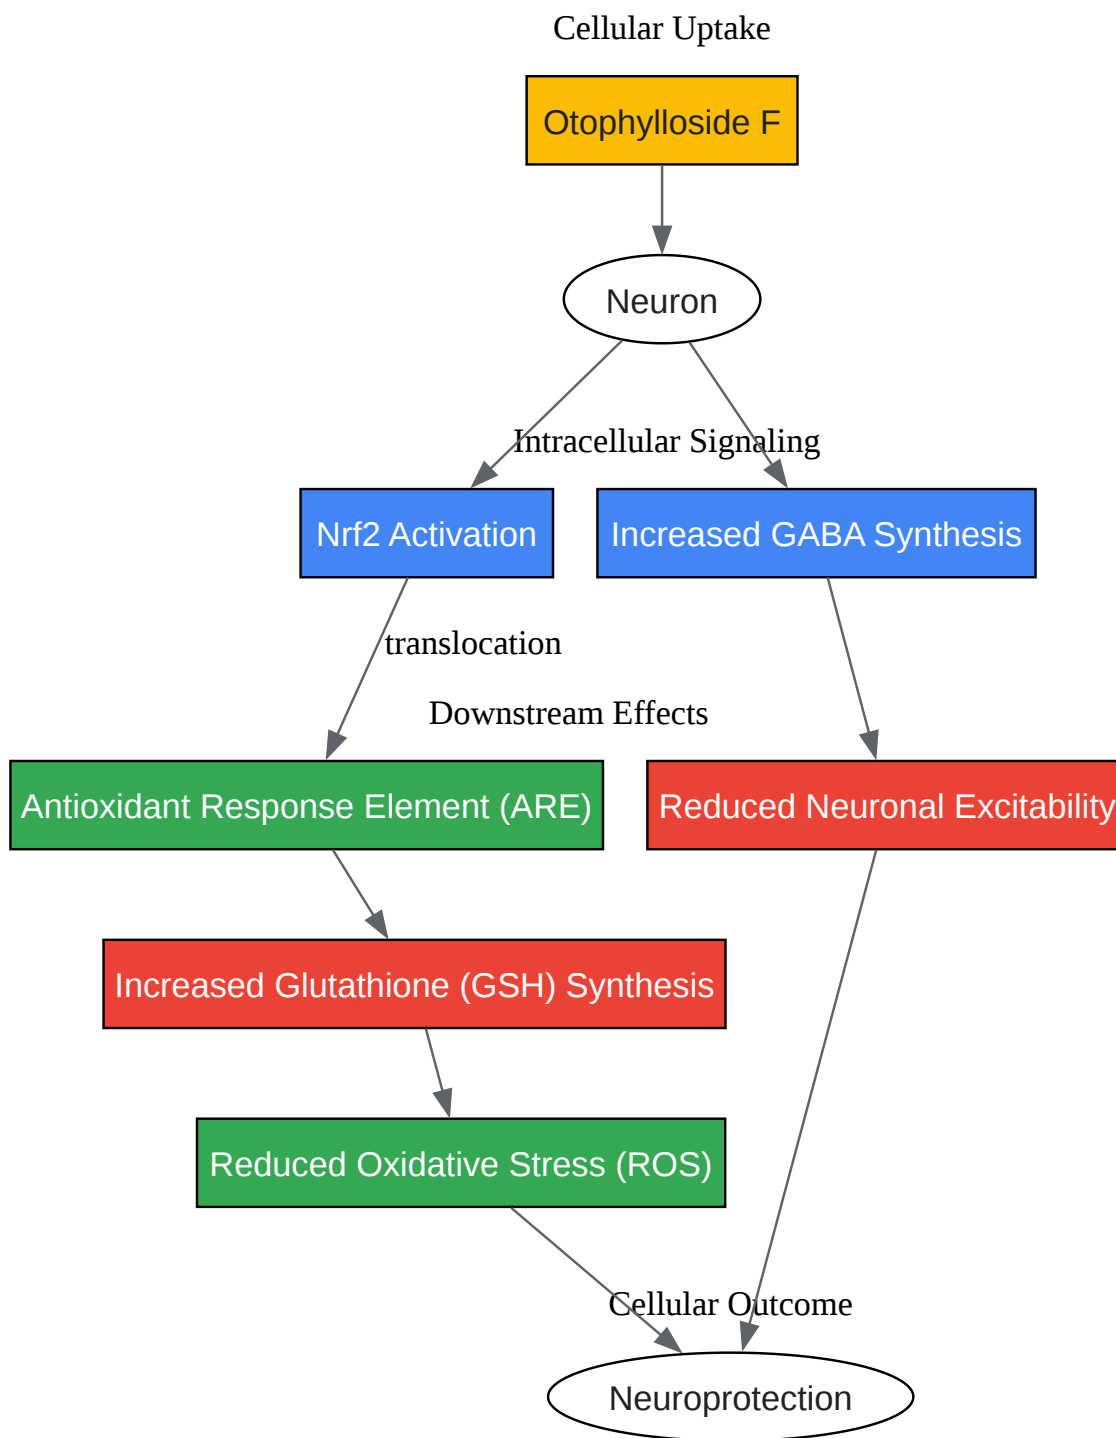 Cellular Uptake
Otophylloside F
Neuron
Intracellular Signaling
Nrf2 Activation
Increased GABA Synthesis
translocation
Downstream Effects
Antioxidant Response Element (ARE)
Reduced Neuronal Excitability
Increased Glutathione (GSH) Synthesis
Reduced Oxidative Stress (ROS)
Cellular Outcome
Neuroprotection